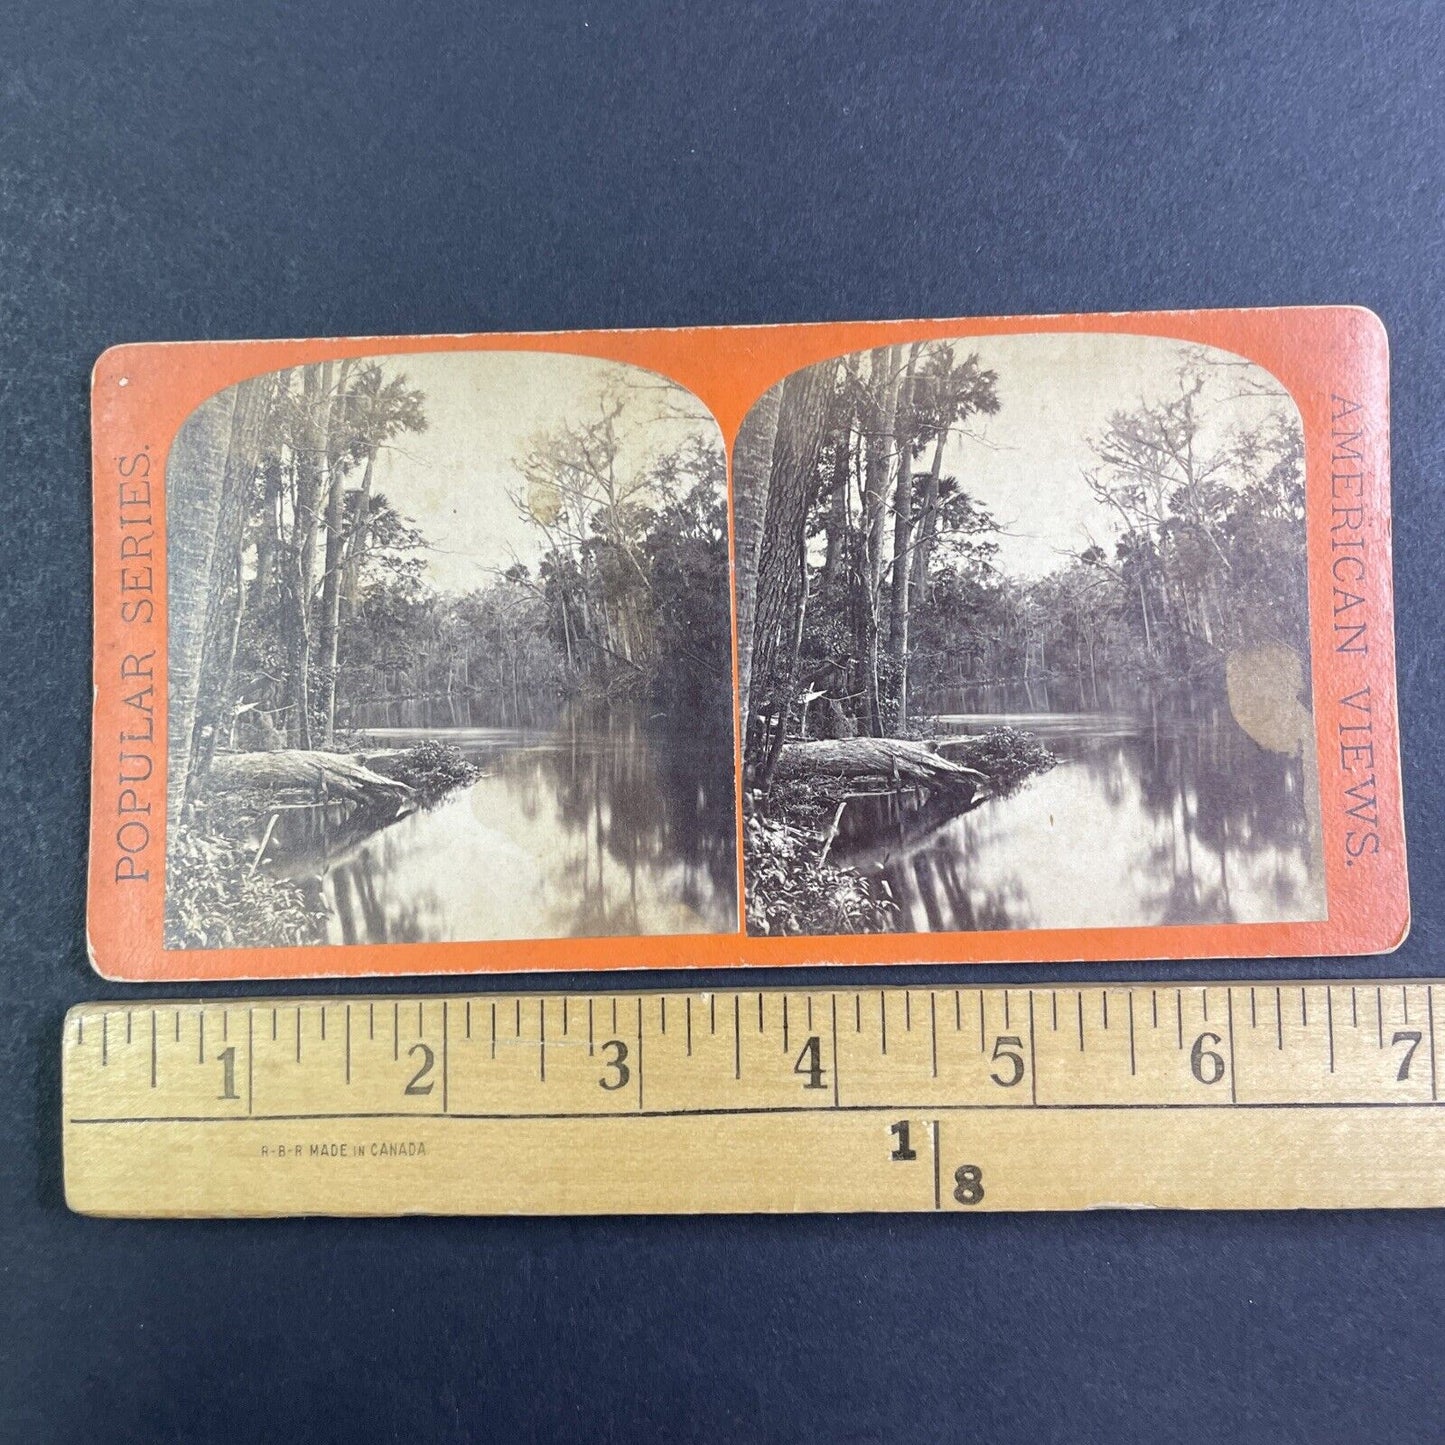 POPULAR SERIES.
AMERICAN VIEWS.
1 2 3 4 5 6 7
R-B-R MADE IN CANADA
1
8